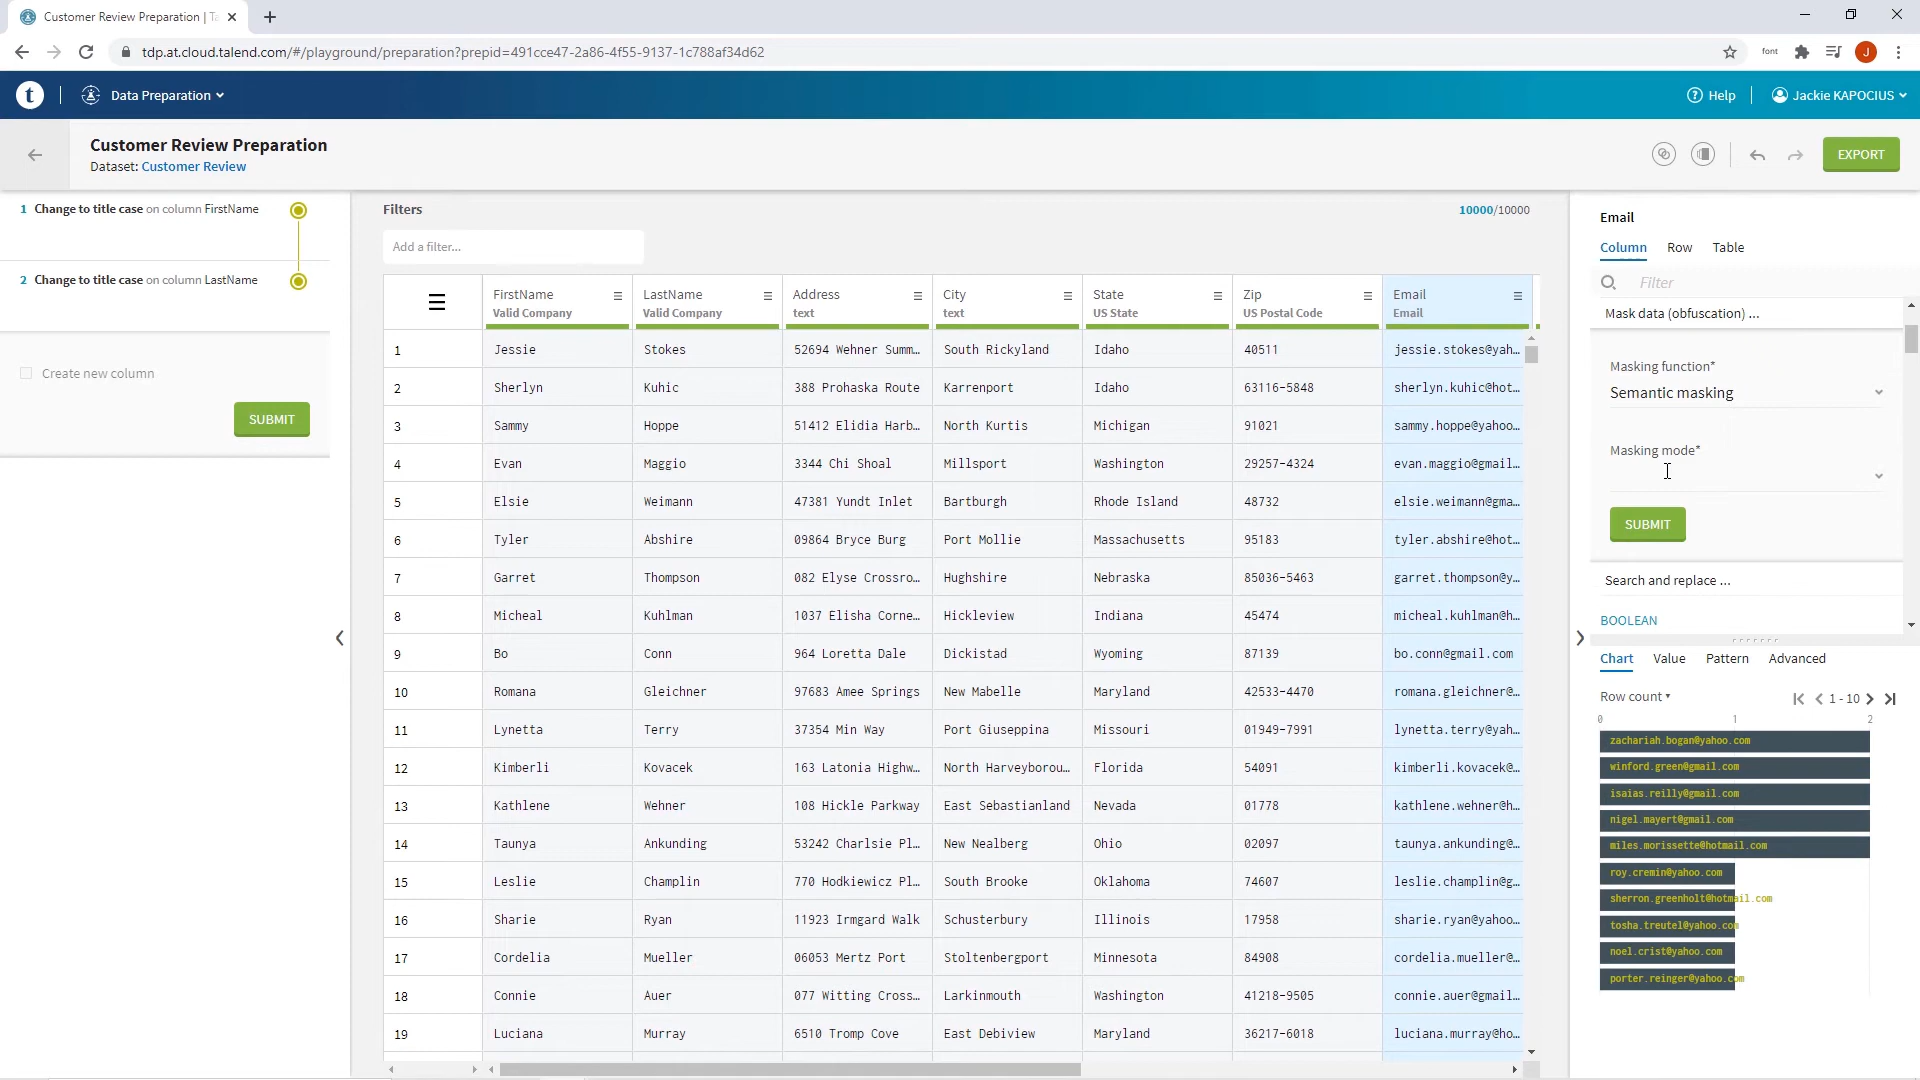 Customer Review Preparation | Ta
tdp.at.cloud.talend.com/#/playground/preparation?prepid=491cce47-2a86-4f55-9137-1c788af34d62
font
J
t
Data Preparation
Help
Jackie KAPOCIUS
Customer Review Preparation
Dataset: Customer Review
EXPORT
1 Change to title case on column FirstName
2 Change to title case on column LastName
Create new column
SUBMIT
Filters
10000/10000
Add a filter...
FirstName LastName Address City State Zip Email
Valid Company Valid Company text text US State US Postal Code Email
1 Jessie Stokes 52694 Wehner Summ… South Rickyland Idaho 40511 jessie.stokes@yah…
2 Sherlyn Kuhic 388 Prohaska Route Karrenport Idaho 63116-5848 sherlyn.kuhic@hot…
3 Sammy Hoppe 51412 Elidia Harb… North Kurtis Michigan 91021 sammy.hoppe@yahoo…
4 Evan Maggio 3344 Chi Shoal Millsport Washington 29257-4324 evan.maggio@gmail…
5 Elsie Weimann 47381 Yundt Inlet Bartburgh Rhode Island 48732 elsie.weimann@gma…
6 Tyler Abshire 09864 Bryce Burg Port Mollie Massachusetts 95183 tyler.abshire@hot…
7 Garret Thompson 082 Elyse Crossro… Hughshire Nebraska 85036-5463 garret.thompson@y…
8 Micheal Kuhlman 1037 Elisha Corne… Hickleview Indiana 45474 micheal.kuhlman@h…
9 Bo Conn 964 Loretta Dale Dickistad Wyoming 87139 bo.conn@gmail.com
10 Romana Gleichner 97683 Amee Springs New Mabelle Maryland 42533-4470 romana.gleichner@…
11 Lynetta Terry 37354 Min Way Port Giuseppina Missouri 01949-7991 lynetta.terry@yah…
12 Kimberli Kovacek 163 Latonia Highw… North Harveyborou… Florida 54091 kimberli.kovacek@…
13 Kathlene Wehner 108 Hickle Parkway East Sebastianland Nevada 01778 kathlene.wehner@h…
14 Taunya Ankunding 53242 Charlsie Pl… New Nealberg Ohio 02097 taunya.ankunding@…
15 Leslie Champlin 770 Hodkiewicz Pl… South Brooke Oklahoma 74607 leslie.champlin@g…
16 Sharie Ryan 11923 Irmgard Walk Schusterbury Illinois 17958 sharie.ryan@yahoo…
17 Cordelia Mueller 06053 Mertz Port Stoltenbergport Minnesota 84908 cordelia.mueller@…
18 Connie Auer 077 Witting Cross… Larkinmouth Washington 41218-9505 connie.auer@gmail…
19 Luciana Murray 6510 Tromp Cove East Debiview Maryland 36217-6018 luciana.murray@ho…
Email
Column Row Table
Filter
Mask data (obfuscation) ...
Masking function*
Semantic masking
Masking mode*
SUBMIT
Search and replace ...
BOOLEAN
Chart Value Pattern Advanced
Row count
1 - 10
0 1 2
zachariah.bogan@yahoo.com
winford.green@gmail.com
isaias.reilly@gmail.com
nigel.mayert@gmail.com
miles.morissette@hotmail.com
roy.cremin@yahoo.com
sherron.greenholt@hotmail.com
tosha.treutel@yahoo.com
noel.crist@yahoo.com
porter.reinger@yahoo.com